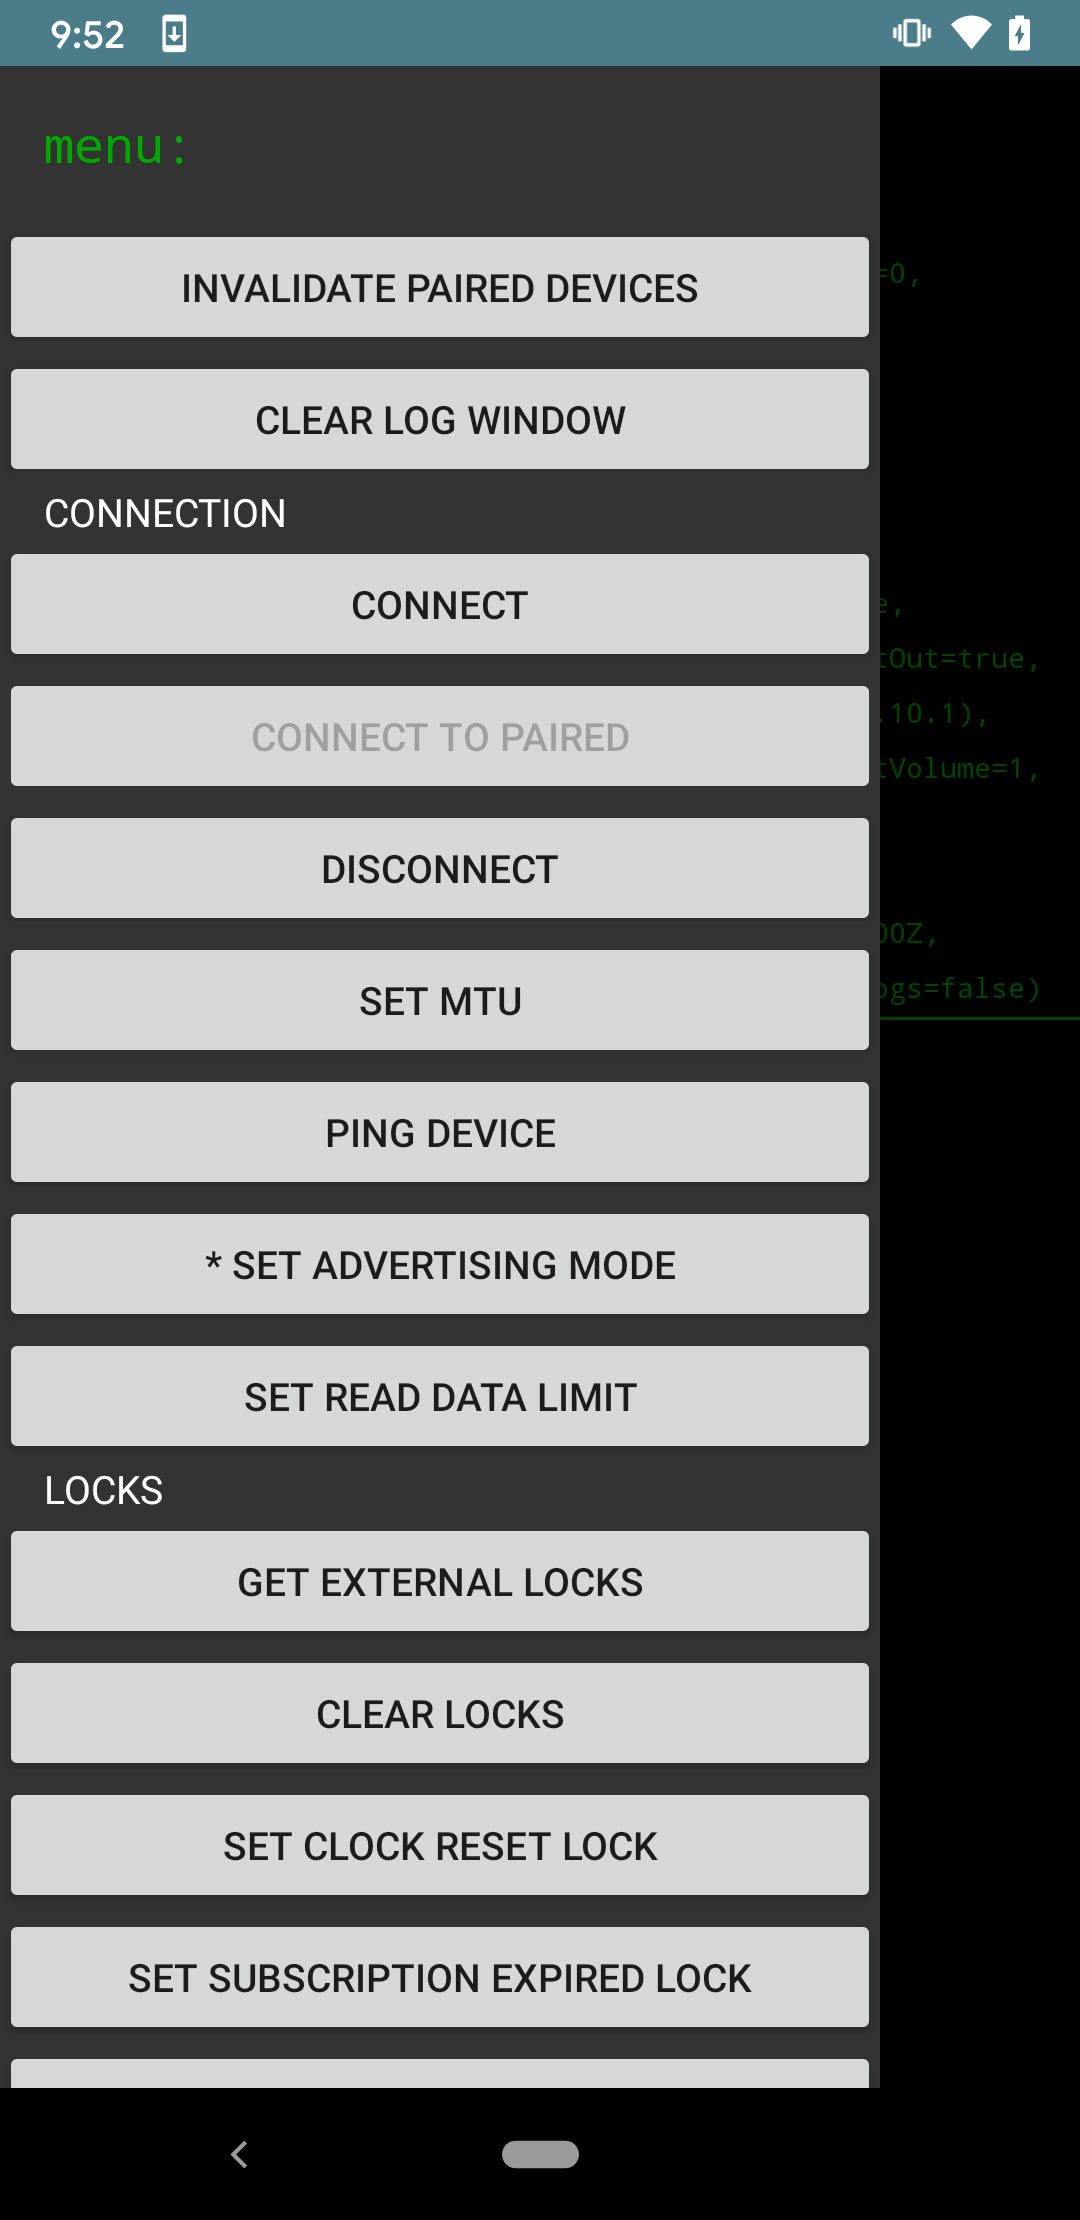 9:52
menu:
INVALIDATE PAIRED DEVICES
=0,
CLEAR LOG WINDOW
CONNECTION
CONNECT
e,
CONNECT TO PAIRED
tOut=true,
.10.1),
tVolume=1,
DISCONNECT
00Z,
SET MTU
ogs=false)
PING DEVICE
* SET ADVERTISING MODE
SET READ DATA LIMIT
LOCKS
GET EXTERNAL LOCKS
CLEAR LOCKS
SET CLOCK RESET LOCK
SET SUBSCRIPTION EXPIRED LOCK